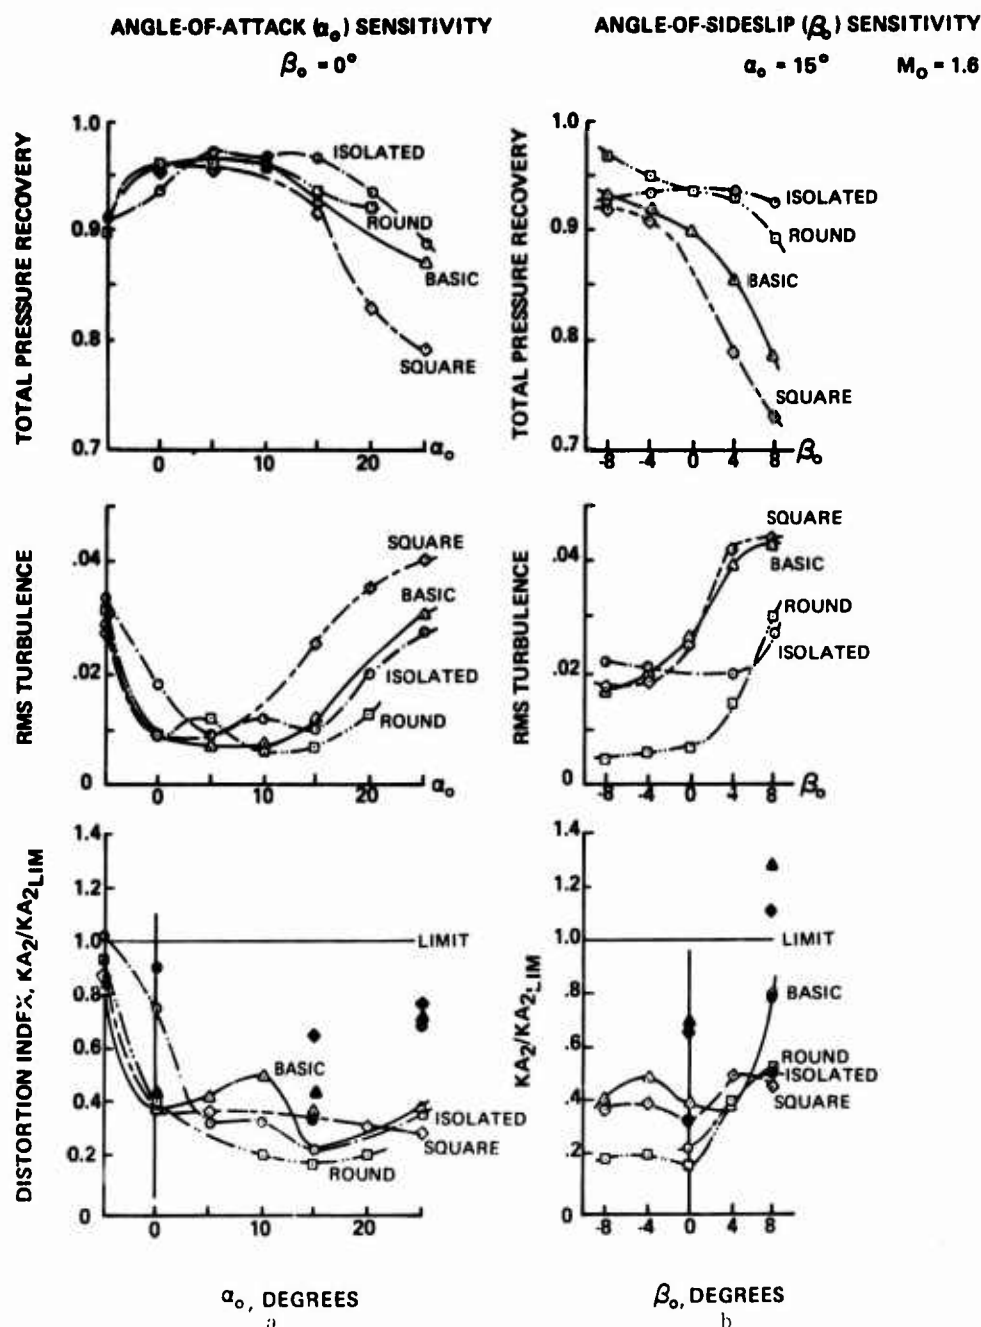 ANGLE-OF-ATTACK (α₀) SENSITIVITY
β₀ = 0°
ANGLE-OF-SIDESLIP (β₀) SENSITIVITY
α₀ = 15° M₀ = 1.6
TOTAL PRESSURE RECOVERY
1.0
0.9
0.8
0.7
0 10 20 α₀
ISOLATED
ROUND
BASIC
SQUARE
TOTAL PRESSURE RECOVERY
1.0
0.9
0.8
0.7
-8 -4 0 4 8 β₀
ISOLATED
ROUND
BASIC
SQUARE
RMS TURBULENCE
.04
.02
0
0 10 20 α₀
SQUARE
BASIC
ISOLATED
ROUND
RMS TURBULENCE
.04
.02
0
-8 -4 0 4 8 β₀
SQUARE
BASIC
ROUND
ISOLATED
DISTORTION INDEX, KA₂/KA₂LIM
1.4
1.2
1.0
0.8
0.6
0.4
0.2
0
0 10 20
LIMIT
BASIC
ISOLATED
SQUARE
ROUND
α₀, DEGREES
a
KA₂/KA₂LIM
1.4
1.2
1.0
.8
.6
.4
.2
0
-8 -4 0 4 8
LIMIT
BASIC
ROUND
ISOLATED
SQUARE
β₀, DEGREES
b